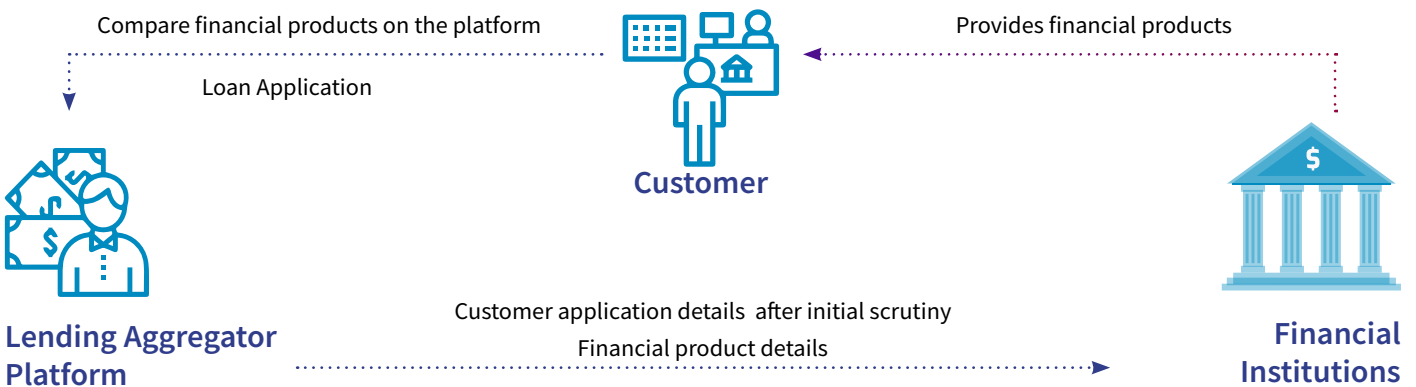 Compare financial products on the platform
Provides financial products
Loan Application
$
Customer
$
Customer application details after initial scrutiny
Lending Aggregator
Platform
Financial product details
Financial
Institutions